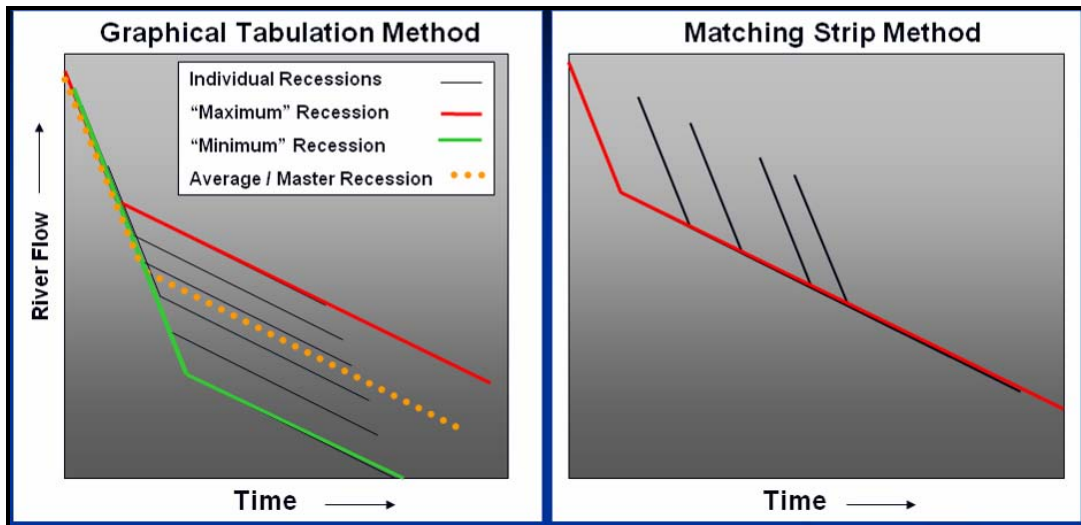 Graphical Tabulation Method
Individual Recessions
“Maximum” Recession
“Minimum” Recession
Average / Master Recession
River Flow
Time
Matching Strip Method
Time